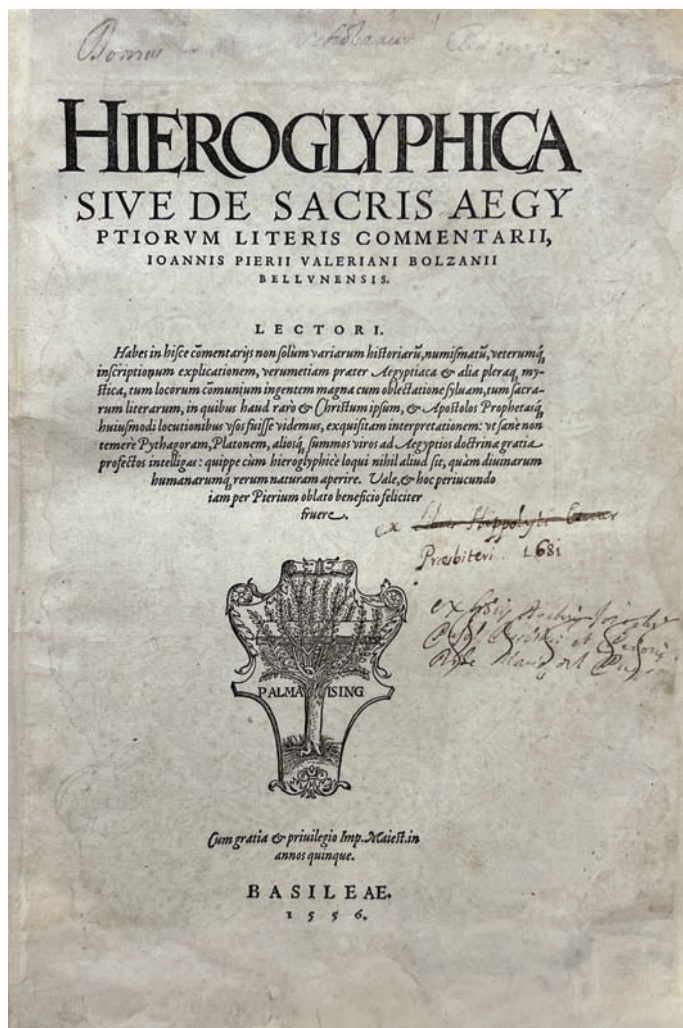 HIEROGLYPHICA
SIVE DE SACRIS AEGY
PTIORVM LITERIS COMMENTARII,
IOANNIS PIERII VALERIANI BOLZANII
BELLVNENSIS.
LECTORI.
Habes in hisce cōmentarijs non solùm variarum historiarū, numismatū, veterumq́,
inscriptionum explicationem, verumetiam præter Aegyptiaca & alia pleraq, my-
stica, tum locorum cōmunium ingentem magna cum oblectatione syluam, tum sacra-
rum literarum, in quibus haud rarò & Christum ipsum, & Apostolos Prophetasq́,
huiusmodi locutionibus vsos fuisse videmus, exquisitam interpretationem: vt sanè non
temerè Pythagoram, Platonem, aliosq́, summos viros ad Aegyptios doctrinæ gratia
profectos intelligas: quippe cùm hieroglyphicè loqui nihil aliud sit, quàm diuinarum
humanarumq́, rerum naturam aperire. Vale, & hoc periucundo
iam per Pierium oblato beneficio feliciter
fruere.
ex
Præsbiteri 1681
PALMA ISING
Cum gratia & priuilegio Imp. Maiest. in
annos quinque.
BASILEAE.
1556.